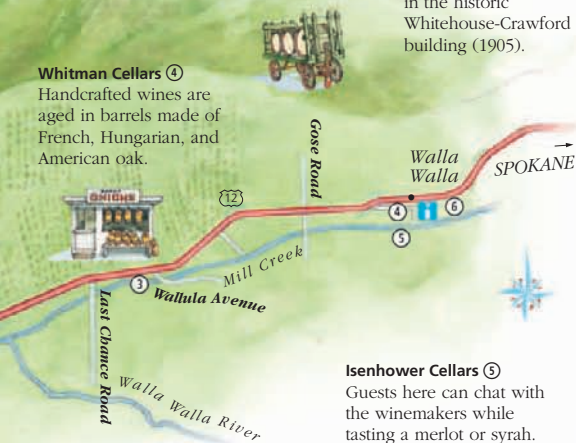 in the historic
Whitehouse-Crawford
building (1905).
Whitman Cellars ④
Handcrafted wines are
aged in barrels made of
French, Hungarian, and
American oak.
Gose Road
Walla
Walla
SPOKANE
12
④
⑥
⑤
ONIONS
Mill Creek
③
Wallula Avenue
Last Chance Road
Walla Walla River
Isenhower Cellars ⑤
Guests here can chat with
the winemakers while
tasting a merlot or syrah.